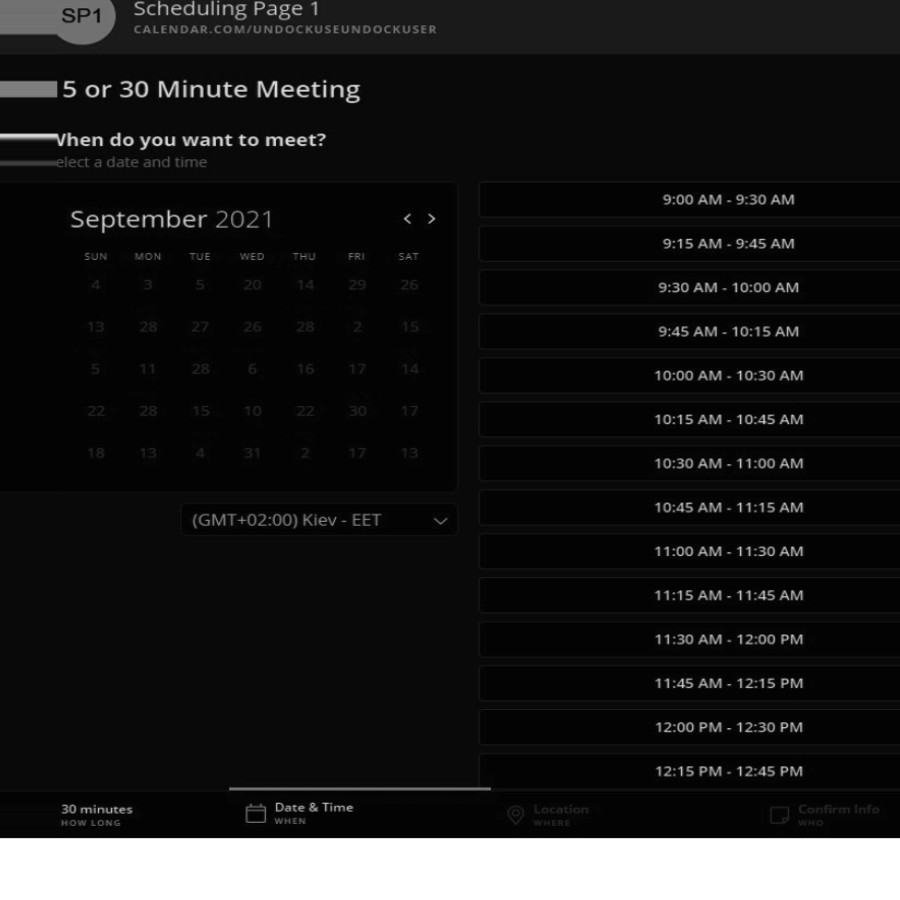 SP1
Scheduling Page 1
CALENDAR.COM/UNDOCKUSEUNDOCKUSER
5 or 30 Minute Meeting
When do you want to meet?
elect a date and time
September 2021
< >
SUN MON TUE WED THU FRI SAT
4 3 5 20 14 29 26
13 28 27 26 28 2 15
5 11 28 6 16 17 14
22 28 15 10 22 30 17
18 13 4 31 2 17 13
(GMT+02:00) Kiev - EET
9:00 AM - 9:30 AM
9:15 AM - 9:45 AM
9:30 AM - 10:00 AM
9:45 AM - 10:15 AM
10:00 AM - 10:30 AM
10:15 AM - 10:45 AM
10:30 AM - 11:00 AM
10:45 AM - 11:15 AM
11:00 AM - 11:30 AM
11:15 AM - 11:45 AM
11:30 AM - 12:00 PM
11:45 AM - 12:15 PM
12:00 PM - 12:30 PM
12:15 PM - 12:45 PM
30 minutes
HOW LONG
Date & Time
WHEN
Location
WHERE
Confirm Info
WHO